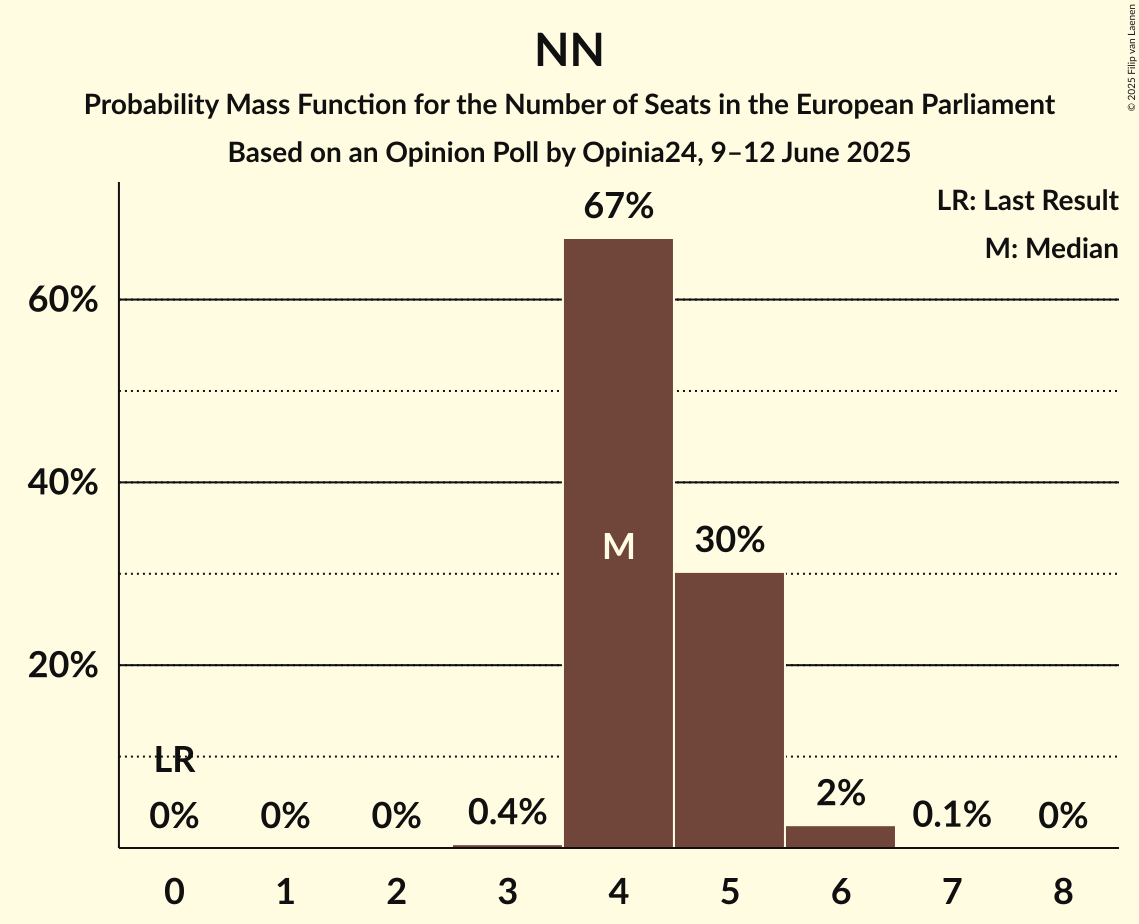 NN
Probability Mass Function for the Number of Seats in the European Parliament
Based on an Opinion Poll by Opinia24, 9–12 June 2025
© 2025 Filip van Laenen
LR: Last Result
M: Median
67%
60%
40%
30%
M
20%
LR
0% 0% 0% 0.4% 2% 0.1% 0%
0 1 2 3 4 5 6 7 8